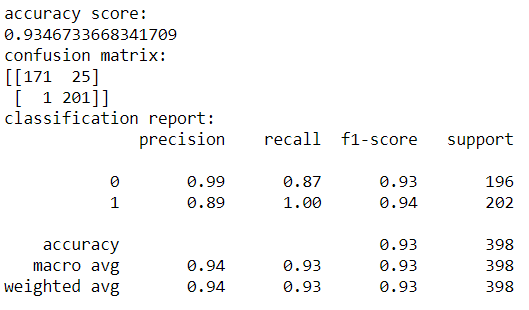 accuracy score:
0.9346733668341709
confusion matrix:
[[171  25]
 [  1 201]]
classification report:
              precision    recall  f1-score   support

           0       0.99      0.87      0.93       196
           1       0.89      1.00      0.94       202

    accuracy                           0.93       398
   macro avg       0.94      0.93      0.93       398
weighted avg       0.94      0.93      0.93       398